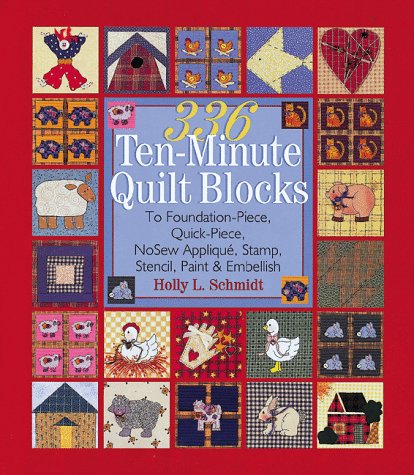 336
Ten-Minute
Quilt Blocks
To Foundation-Piece,
Quick-Piece,
NoSew Appliqué, Stamp,
Stencil, Paint & Embellish
Holly L. Schmidt